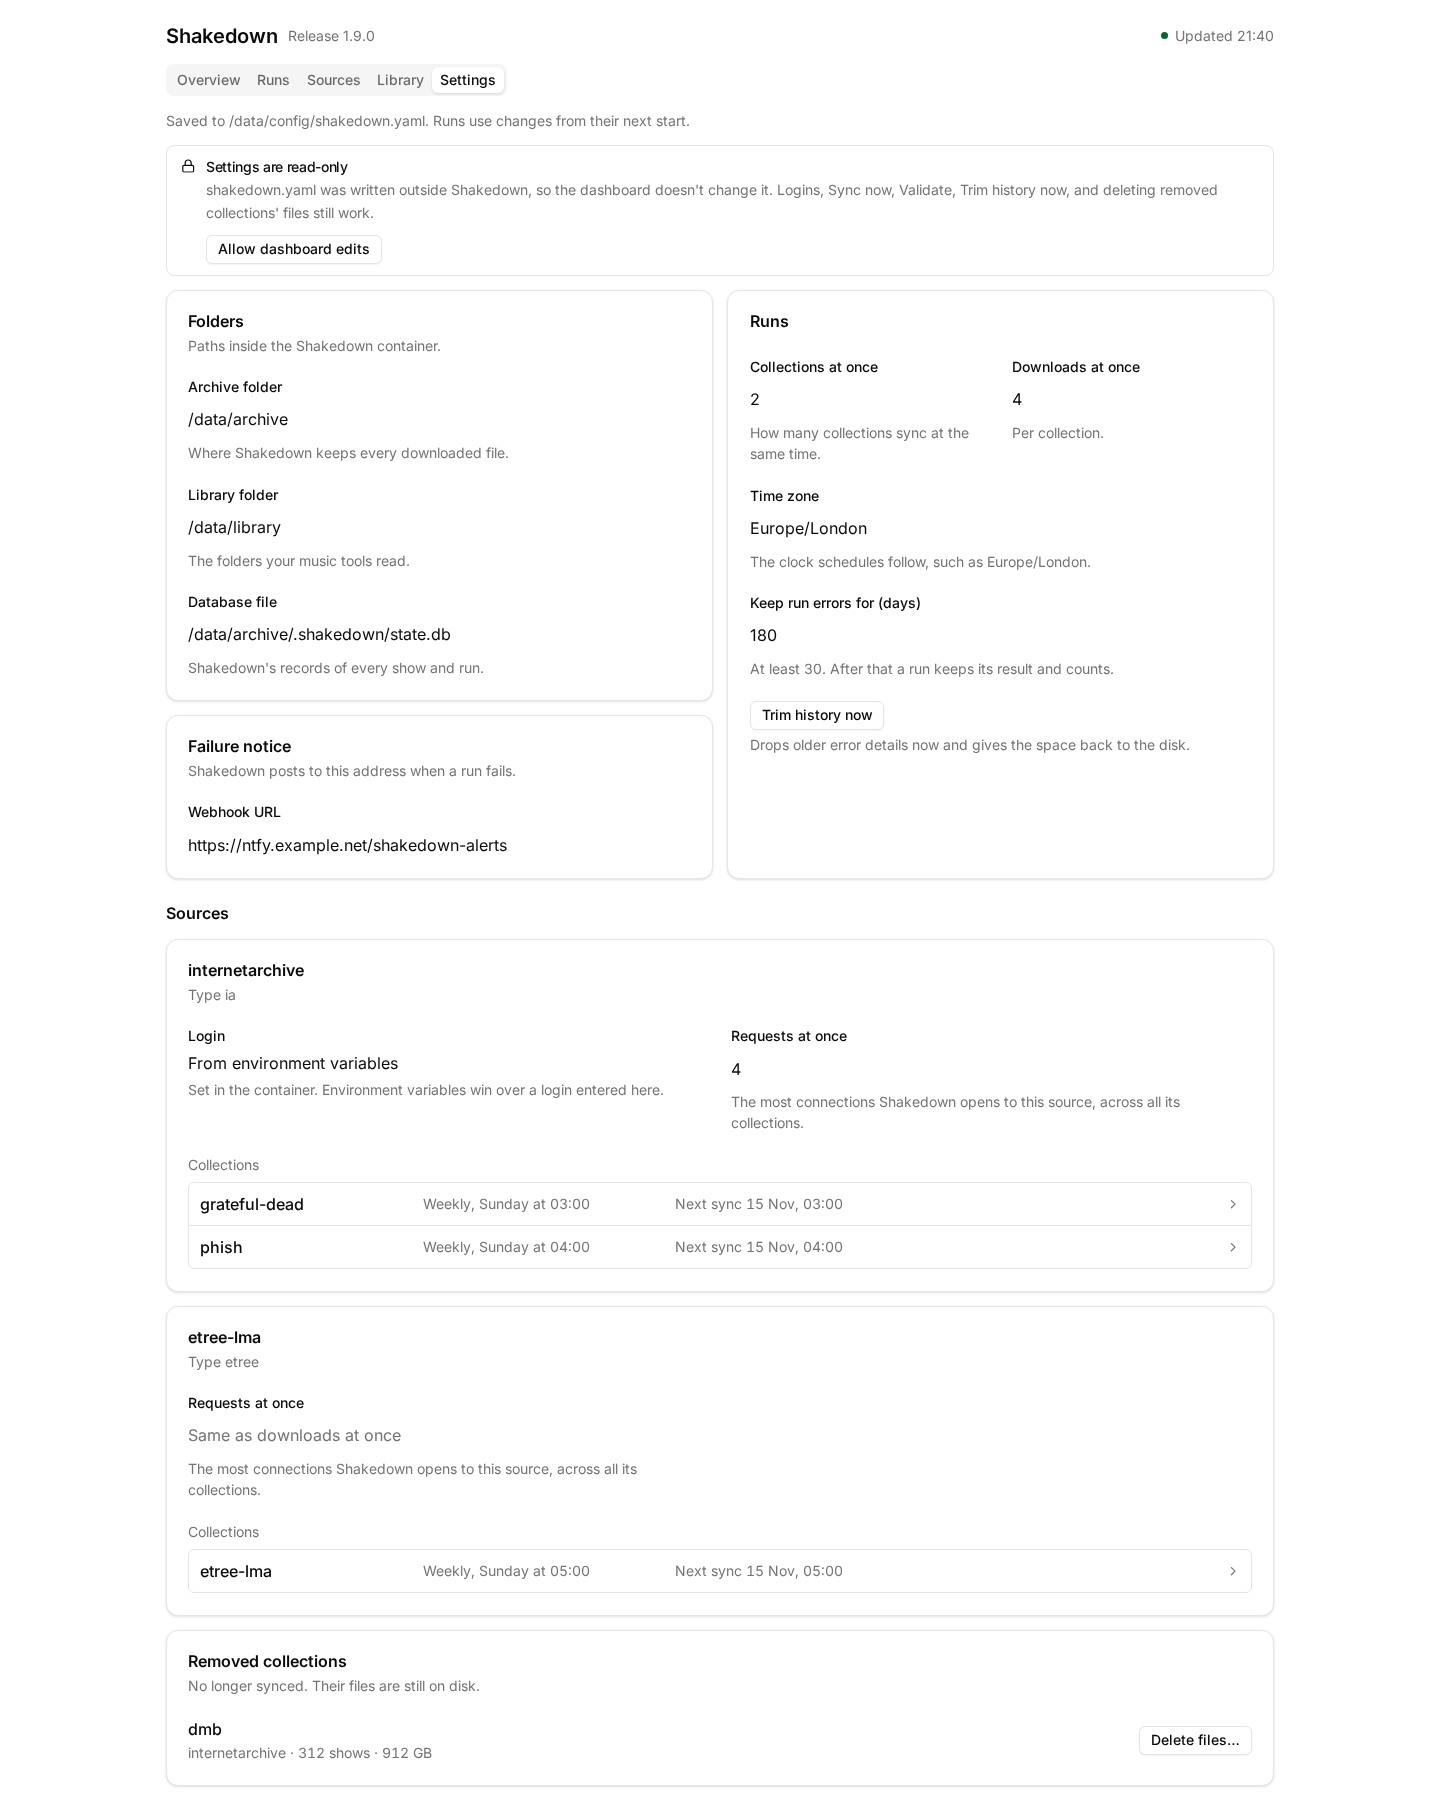 Shakedown Release 1.9.0
Updated 21:40
Overview Runs Sources Library Settings
Saved to /data/config/shakedown.yaml. Runs use changes from their next start.
Settings are read-only
shakedown.yaml was written outside Shakedown, so the dashboard doesn't change it. Logins, Sync now, Validate, Trim history now, and deleting removed
collections' files still work.
Allow dashboard edits
Folders
Paths inside the Shakedown container.
Archive folder
/data/archive
Where Shakedown keeps every downloaded file.
Library folder
/data/library
The folders your music tools read.
Database file
/data/archive/.shakedown/state.db
Shakedown's records of every show and run.
Failure notice
Shakedown posts to this address when a run fails.
Webhook URL
https://ntfy.example.net/shakedown-alerts
Runs
Collections at once
2
How many collections sync at the
same time.
Downloads at once
4
Per collection.
Time zone
Europe/London
The clock schedules follow, such as Europe/London.
Keep run errors for (days)
180
At least 30. After that a run keeps its result and counts.
Trim history now
Drops older error details now and gives the space back to the disk.
Sources
internetarchive
Type ia
Login
From environment variables
Set in the container. Environment variables win over a login entered here.
Requests at once
4
The most connections Shakedown opens to this source, across all its
collections.
Collections
grateful-dead Weekly, Sunday at 03:00 Next sync 15 Nov, 03:00
phish Weekly, Sunday at 04:00 Next sync 15 Nov, 04:00
etree-lma
Type etree
Requests at once
Same as downloads at once
The most connections Shakedown opens to this source, across all its
collections.
Collections
etree-lma Weekly, Sunday at 05:00 Next sync 15 Nov, 05:00
Removed collections
No longer synced. Their files are still on disk.
dmb
internetarchive · 312 shows · 912 GB
Delete files...